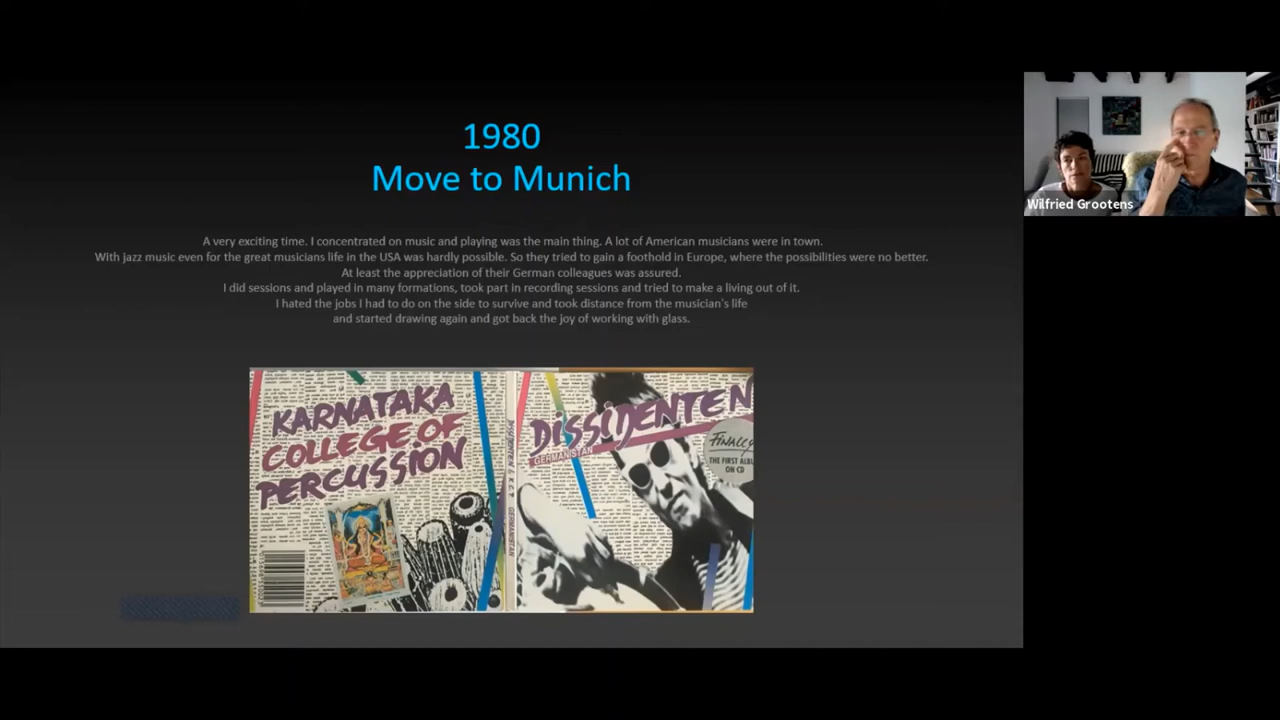 1980
Move to Munich
A very exciting time. I concentrated on music and playing was the main thing. A lot of American musicians were in town.
With jazz music even for the great musicians life in the USA was hardly possible. So they tried to gain a foothold in Europe, where the possibilities were no better.
At least the appreciation of their German colleagues was assured.
I did sessions and played in many formations, took part in recording sessions and tried to make a living out of it.
I hated the jobs I had to do on the side to survive and took distance from the musician's life
and started drawing again and got back the joy of working with glass.
KARNATAKA
COLLEGE OF
PERCUSSION
DISSIDENTEN & K.C.P. GERMANISTAN
DISSIDENTEN
GERMANISTAN
FINALLY
THE FIRST ALBU
ON CD
Wilfried Grootens